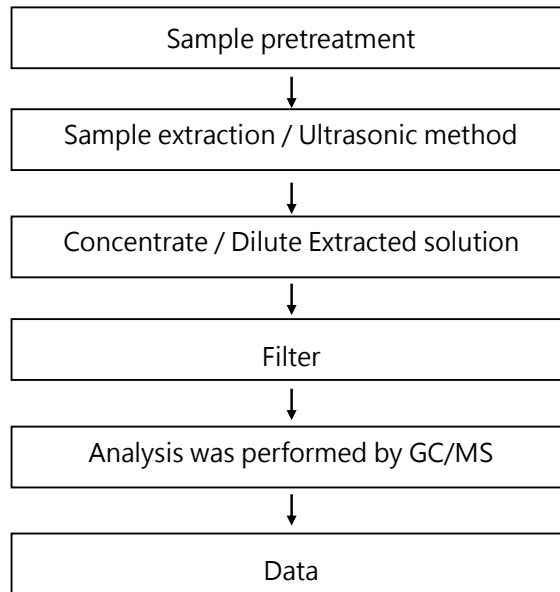 Sample pretreatment
Sample extraction / Ultrasonic method
Concentrate / Dilute Extracted solution
Filter
Analysis was performed by GC/MS
Data